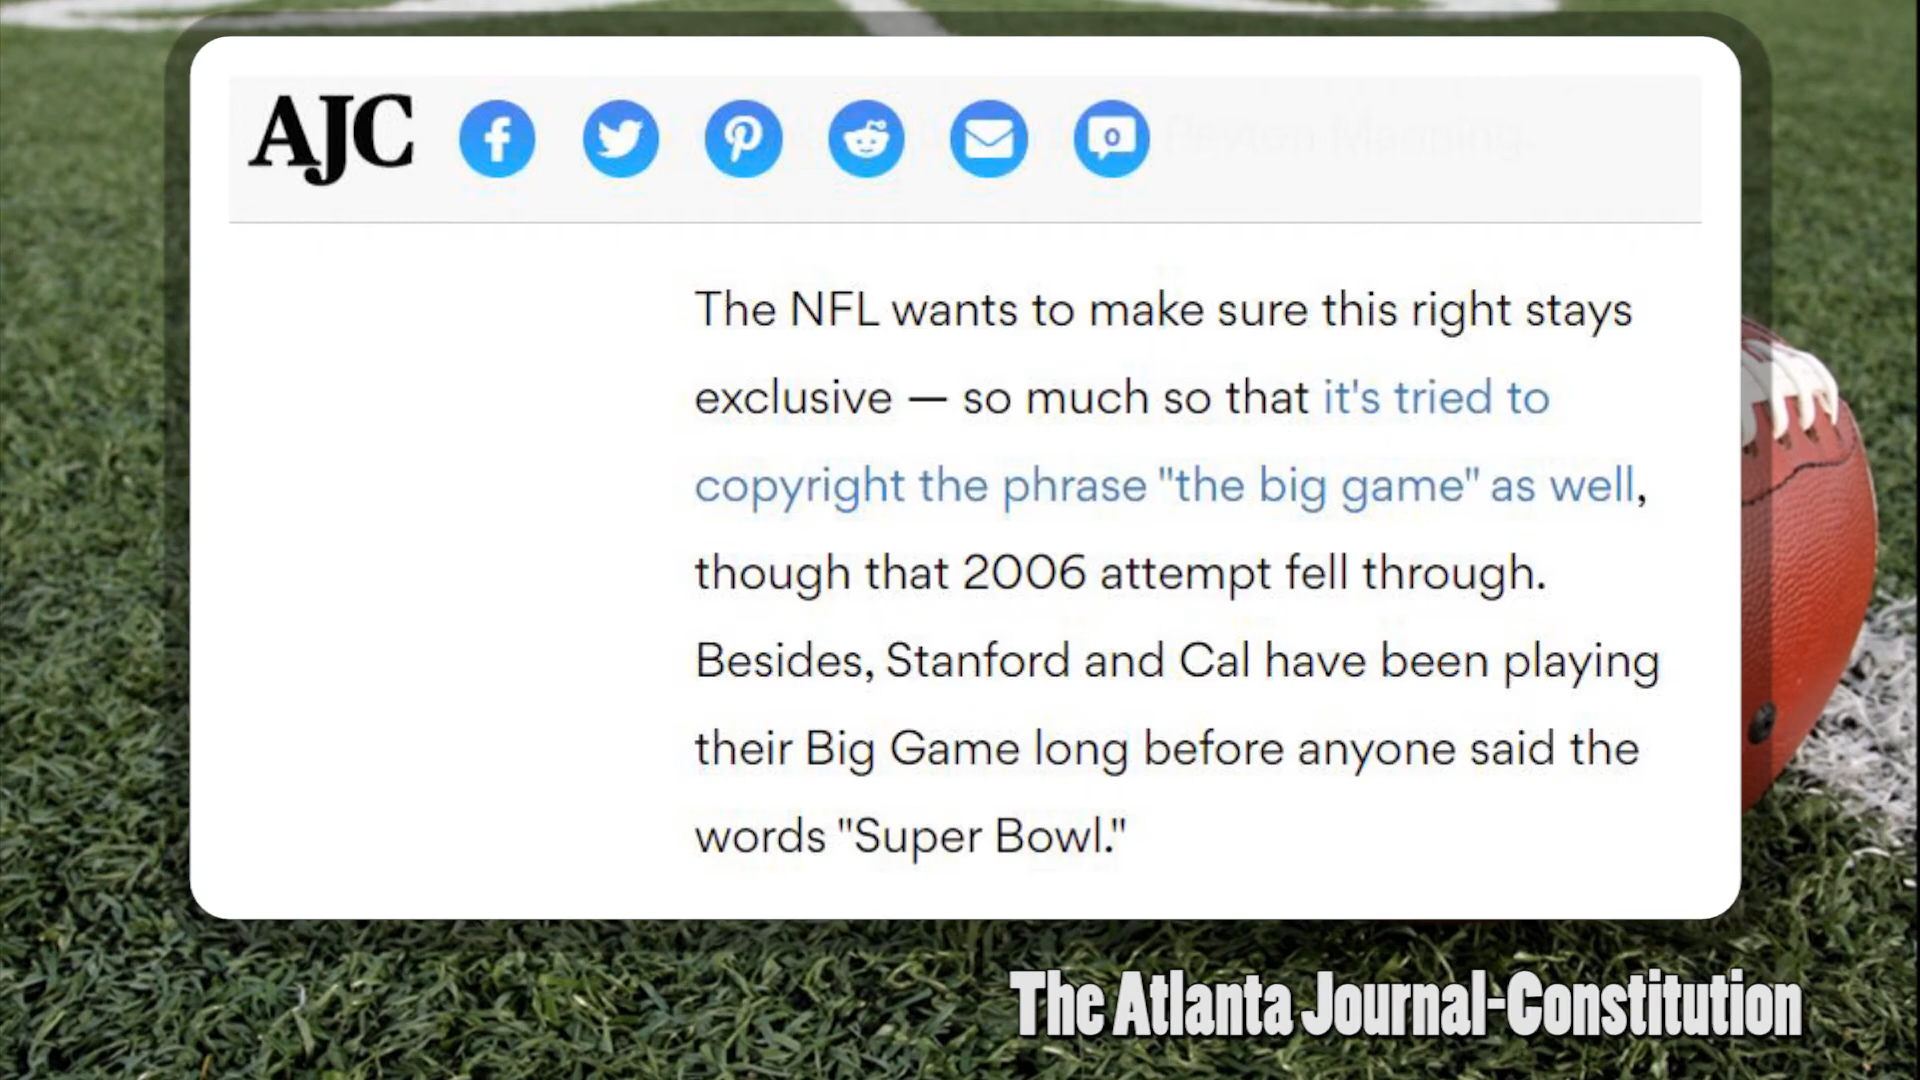 AJC
0
The NFL wants to make sure this right stays
exclusive — so much so that it's tried to
copyright the phrase "the big game" as well,
though that 2006 attempt fell through.
Besides, Stanford and Cal have been playing
their Big Game long before anyone said the
words "Super Bowl."
The Atlanta Journal-Constitution